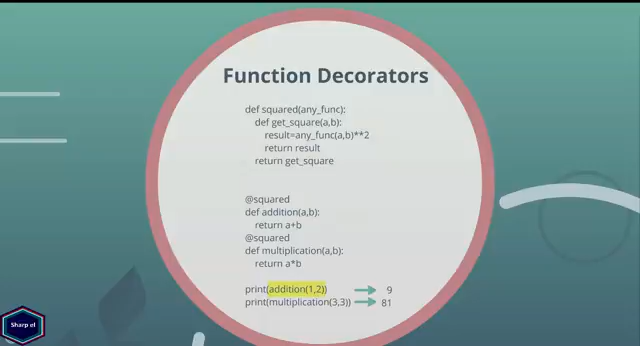 Function Decorators
def squared(any_func):
def get_square(a,b):
result=any_func(a,b)**2
return result
return get_square
@squared
def addition(a,b):
return a+b
@squared
def multiplication(a,b):
return a*b
print(addition(1,2)) 9
print(multiplication(3,3)) 81
Sharp el